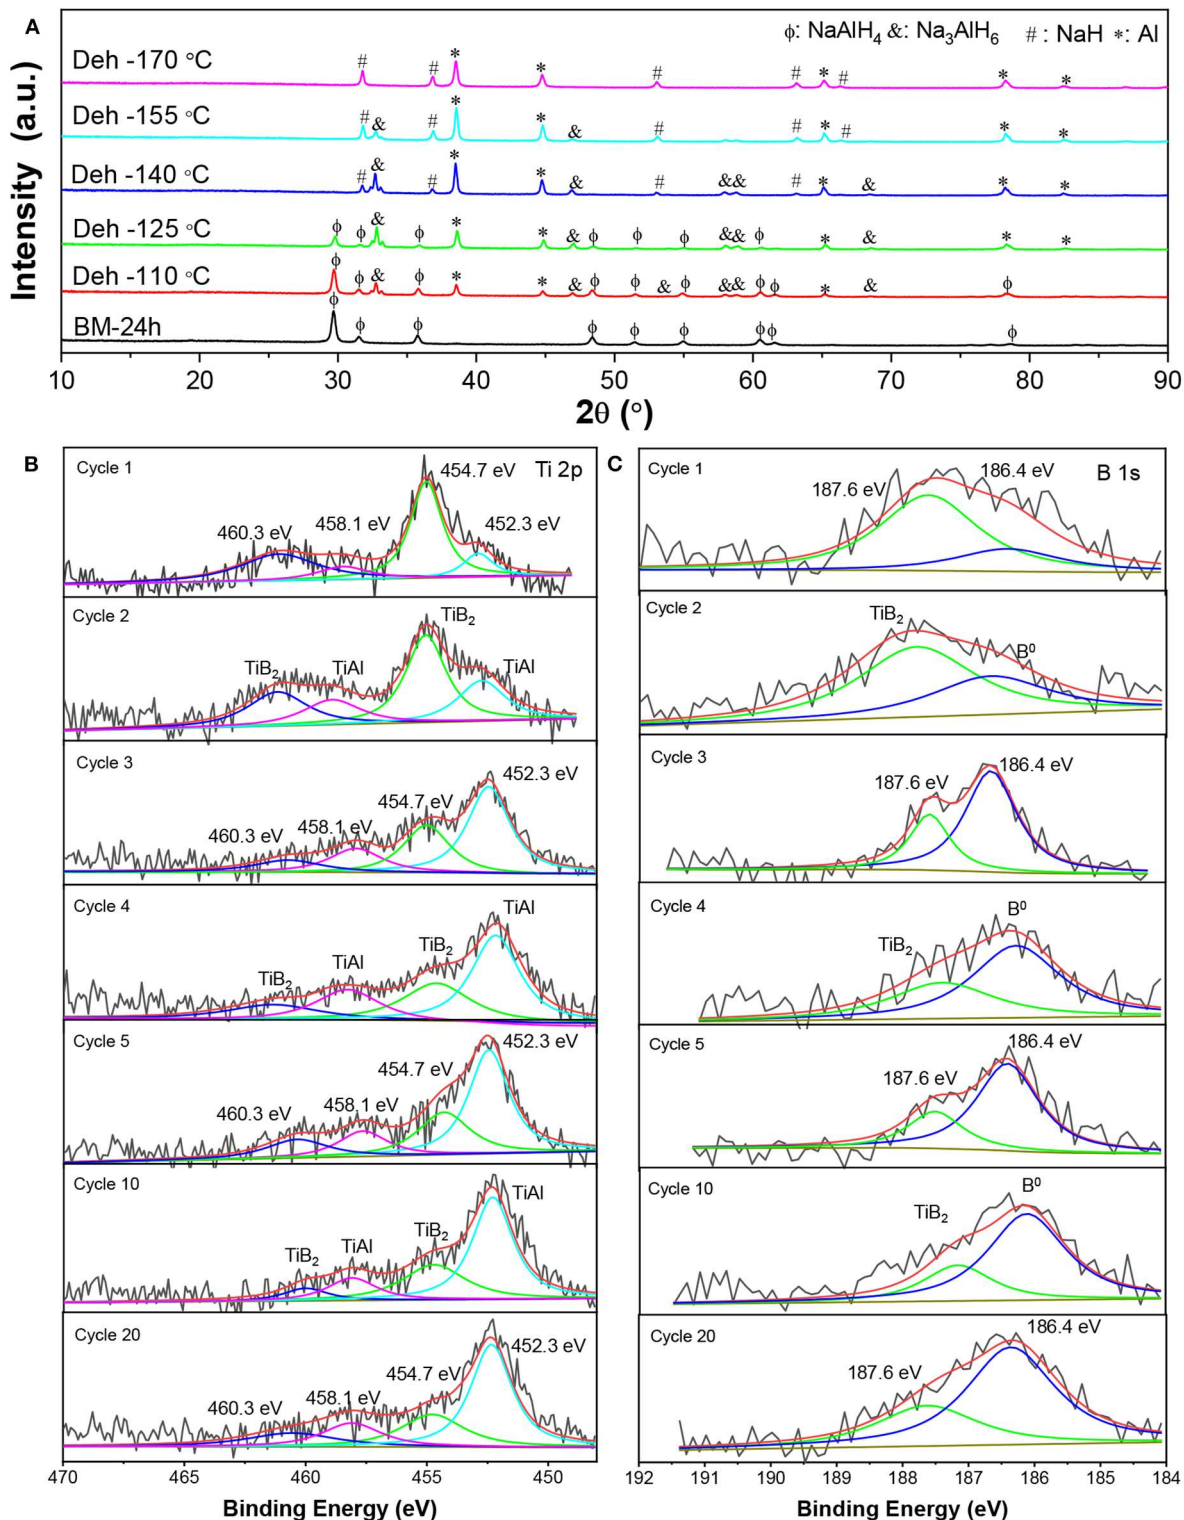 A
ϕ: NaAlH₄ &: Na₃AlH₆ # : NaH *: Al
Deh -170 °C
# # * * # # * # * *
Deh -155 °C
# & # * * & # # * # * *
Deh -140 °C
# & # * * & # && # * & * *
Deh -125 °C
ϕ ϕ & ϕ * * & ϕ ϕ ϕ && ϕ * & * *
Deh -110 °C
ϕ ϕ & ϕ * * & ϕ ϕ & ϕ && ϕ ϕ * & ϕ
BM-24h
ϕ ϕ ϕ ϕ ϕ ϕ ϕ ϕ ϕ
Intensity (a.u.)
10 20 30 40 50 60 70 80 90
2θ (°)
B
Cycle 1
Ti 2p
454.7 eV
458.1 eV
452.3 eV
460.3 eV
Cycle 2
TiB₂
TiB₂
TiAl
TiAl
Cycle 3
452.3 eV
454.7 eV
458.1 eV
460.3 eV
Cycle 4
TiAl
TiB₂
TiAl
TiB₂
Cycle 5
452.3 eV
454.7 eV
458.1 eV
460.3 eV
Cycle 10
TiAl
TiB₂
TiAl
TiB₂
Cycle 20
452.3 eV
454.7 eV
458.1 eV
460.3 eV
470 465 460 455 450
Binding Energy (eV)
C
Cycle 1
B 1s
186.4 eV
187.6 eV
Cycle 2
TiB₂
B⁰
Cycle 3
186.4 eV
187.6 eV
Cycle 4
B⁰
TiB₂
Cycle 5
186.4 eV
187.6 eV
Cycle 10
B⁰
TiB₂
Cycle 20
186.4 eV
187.6 eV
192 191 190 189 188 187 186 185 184
Binding Energy (eV)